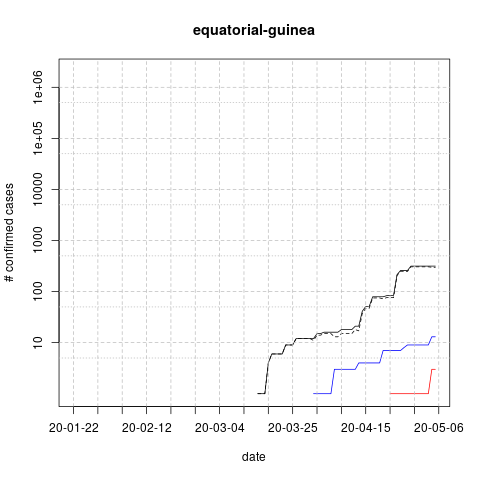 equatorial-guinea
# confirmed cases
1e+06
1e+05
10000
1000
100
10
20-01-22 20-02-12 20-03-04 20-03-25 20-04-15 20-05-06
date